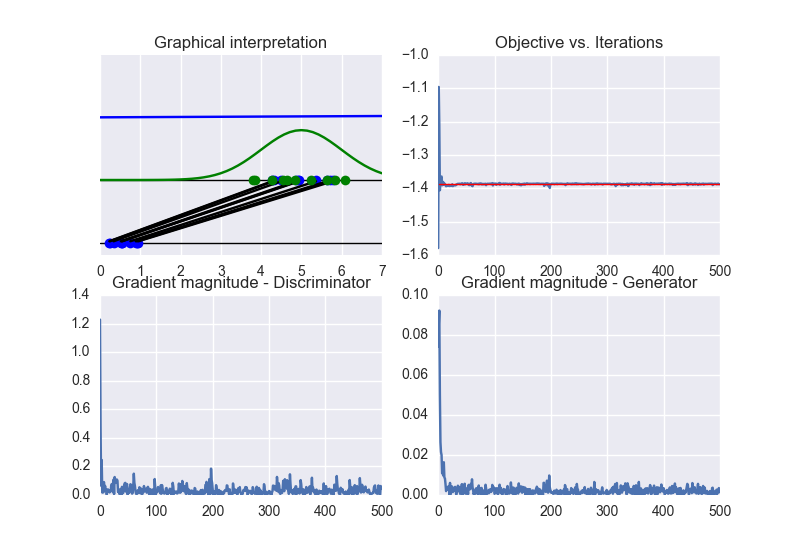 Graphical interpretation
0 1 2 3 4 5 6 7
Objective vs. Iterations
−1.0
−1.1
−1.2
−1.3
−1.4
−1.5
−1.6
0 100 200 300 400 500
Gradient magnitude - Discriminator
1.4
1.2
1.0
0.8
0.6
0.4
0.2
0.0
0 100 200 300 400 500
Gradient magnitude - Generator
0.10
0.08
0.06
0.04
0.02
0.00
0 100 200 300 400 500